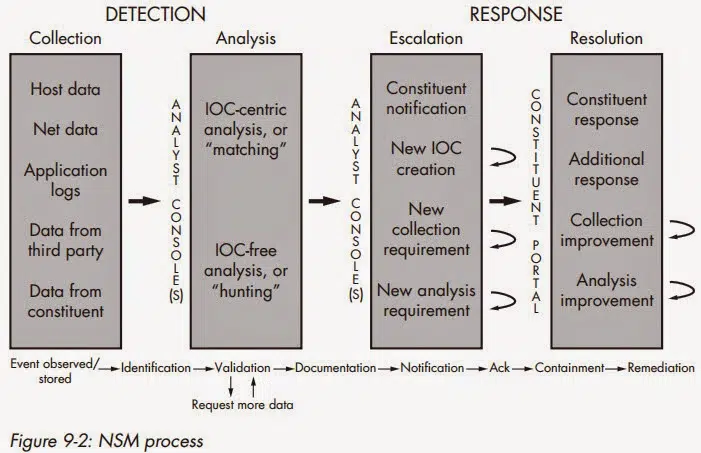 DETECTION
RESPONSE
Collection
Analysis
Escalation
Resolution
Host data
Net data
Application
logs
Data from
third party
Data from
constituent
ANALYST CONSOLE(S)
IOC-centric
analysis, or
“matching”
IOC-free
analysis, or
“hunting”
ANALYST CONSOLE(S)
Constituent
notification
New IOC
creation
New
collection
requirement
New analysis
requirement
CONSTITUENT PORTAL
Constituent
response
Additional
response
Collection
improvement
Analysis
improvement
Event observed/
stored
Identification
Validation
Documentation
Notification
Ack
Containment
Remediation
Request more data
Figure 9-2: NSM process